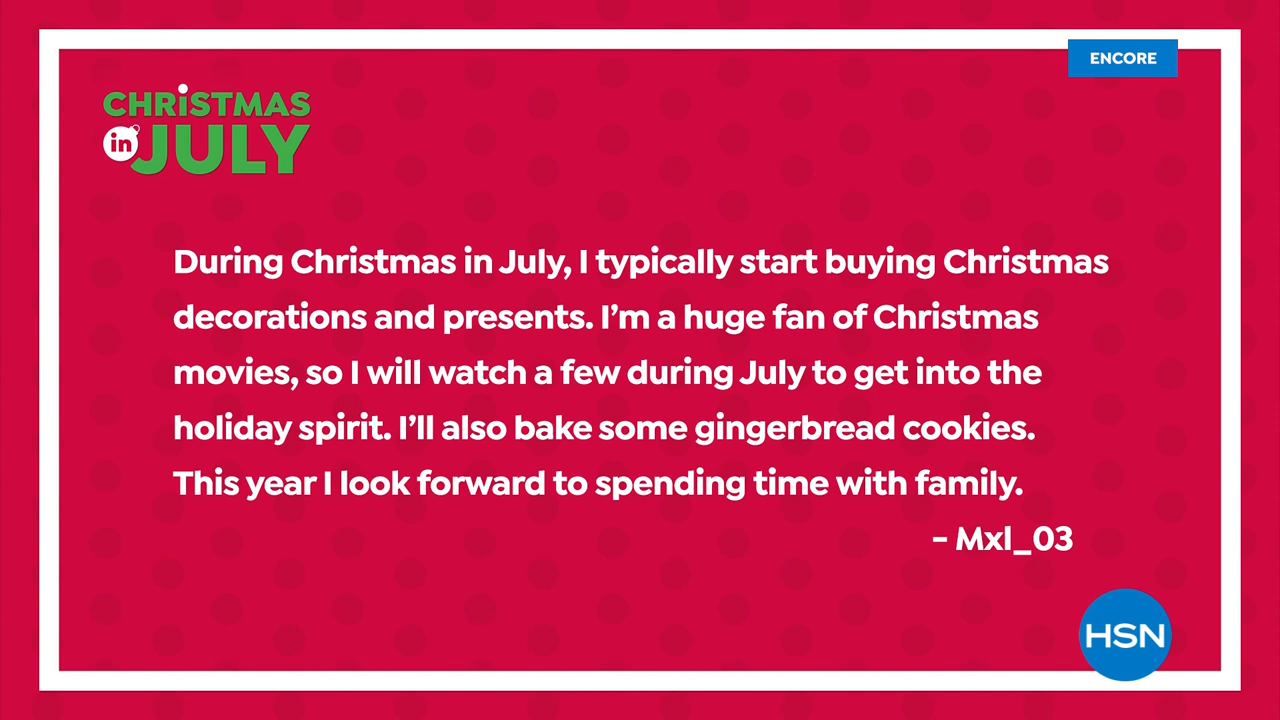 ENCORE
CHRiSTMAS
in JULY
During Christmas in July, I typically start buying Christmas
decorations and presents. I’m a huge fan of Christmas
movies, so I will watch a few during July to get into the
holiday spirit. I’ll also bake some gingerbread cookies.
This year I look forward to spending time with family.
- Mxl_03
HSN